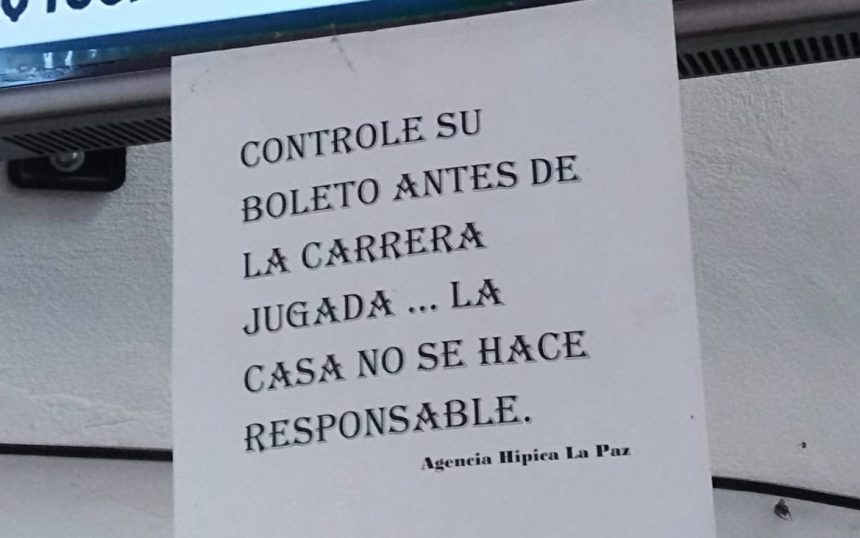 CONTROLE SU
BOLETO ANTES DE
LA CARRERA
JUGADA ... LA
CASA NO SE HACE
RESPONSABLE.
Agencia Hipica La Paz